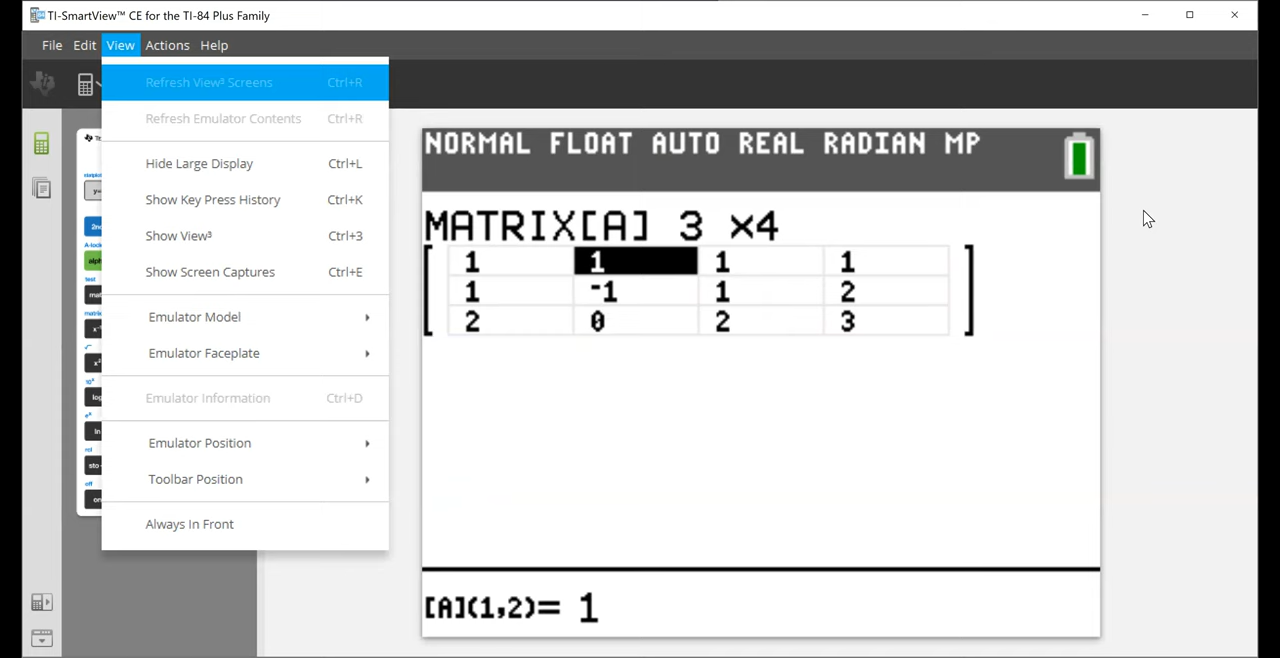 TI-SmartView™ CE for the TI-84 Plus Family
File Edit View Actions Help
Refresh View³ Screens Ctrl+R
Refresh Emulator Contents Ctrl+R
Hide Large Display Ctrl+L
Show Key Press History Ctrl+K
Show View³ Ctrl+3
Show Screen Captures Ctrl+E
Emulator Model
Emulator Faceplate
Emulator Information Ctrl+D
Emulator Position
Toolbar Position
Always In Front
NORMAL FLOAT AUTO REAL RADIAN MP
MATRIX[A] 3 ×4
1 1 1 1
1 -1 1 2
2 0 2 3
[A](1,2)= 1